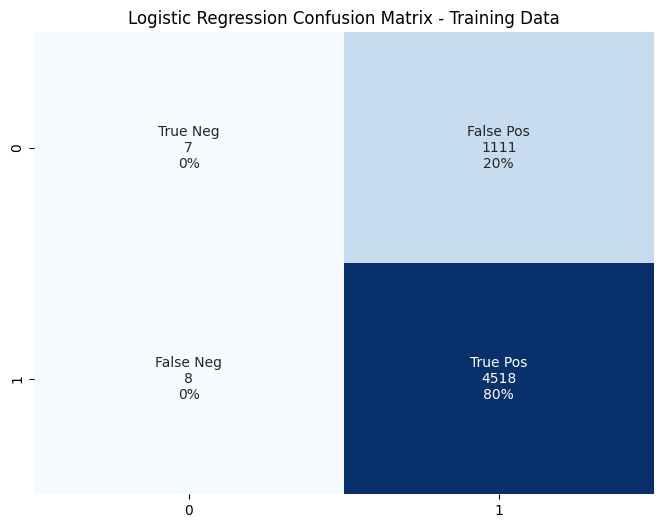 Logistic Regression Confusion Matrix - Training Data
0
True Neg
7
0%
False Pos
1111
20%
1
False Neg
8
0%
True Pos
4518
80%
0
1